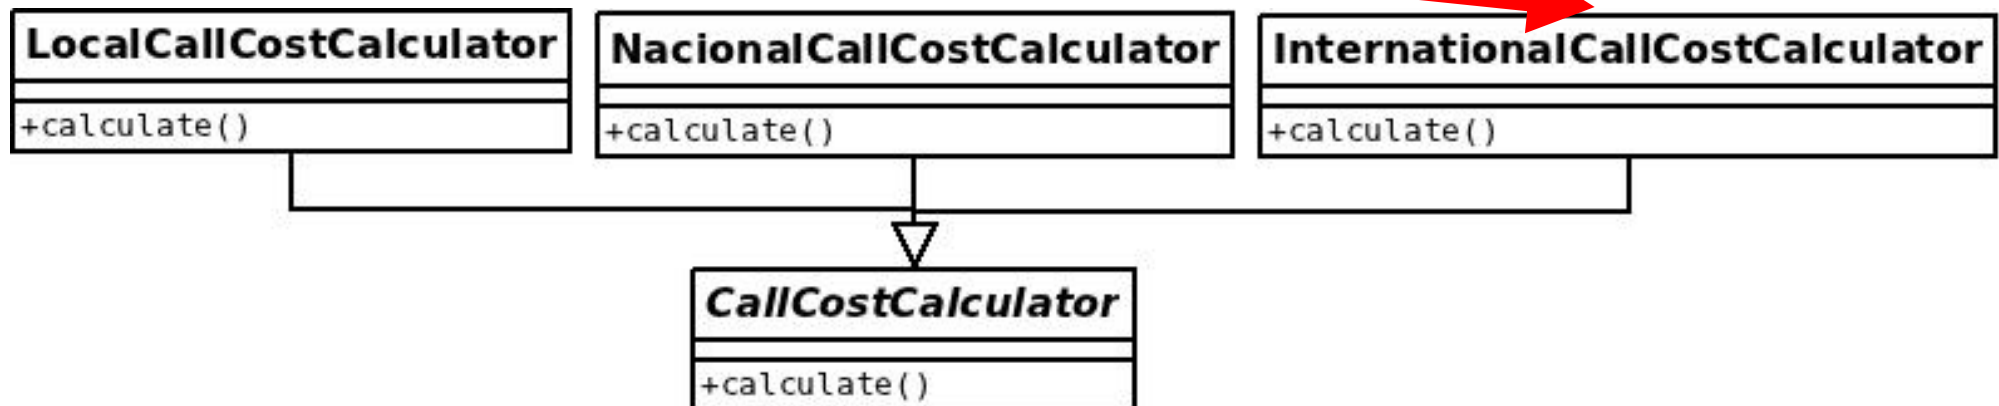 LocalCallCostCalculator
+calculate()
NacionalCallCostCalculator
+calculate()
InternationalCallCostCalculator
+calculate()
CallCostCalculator
+calculate()